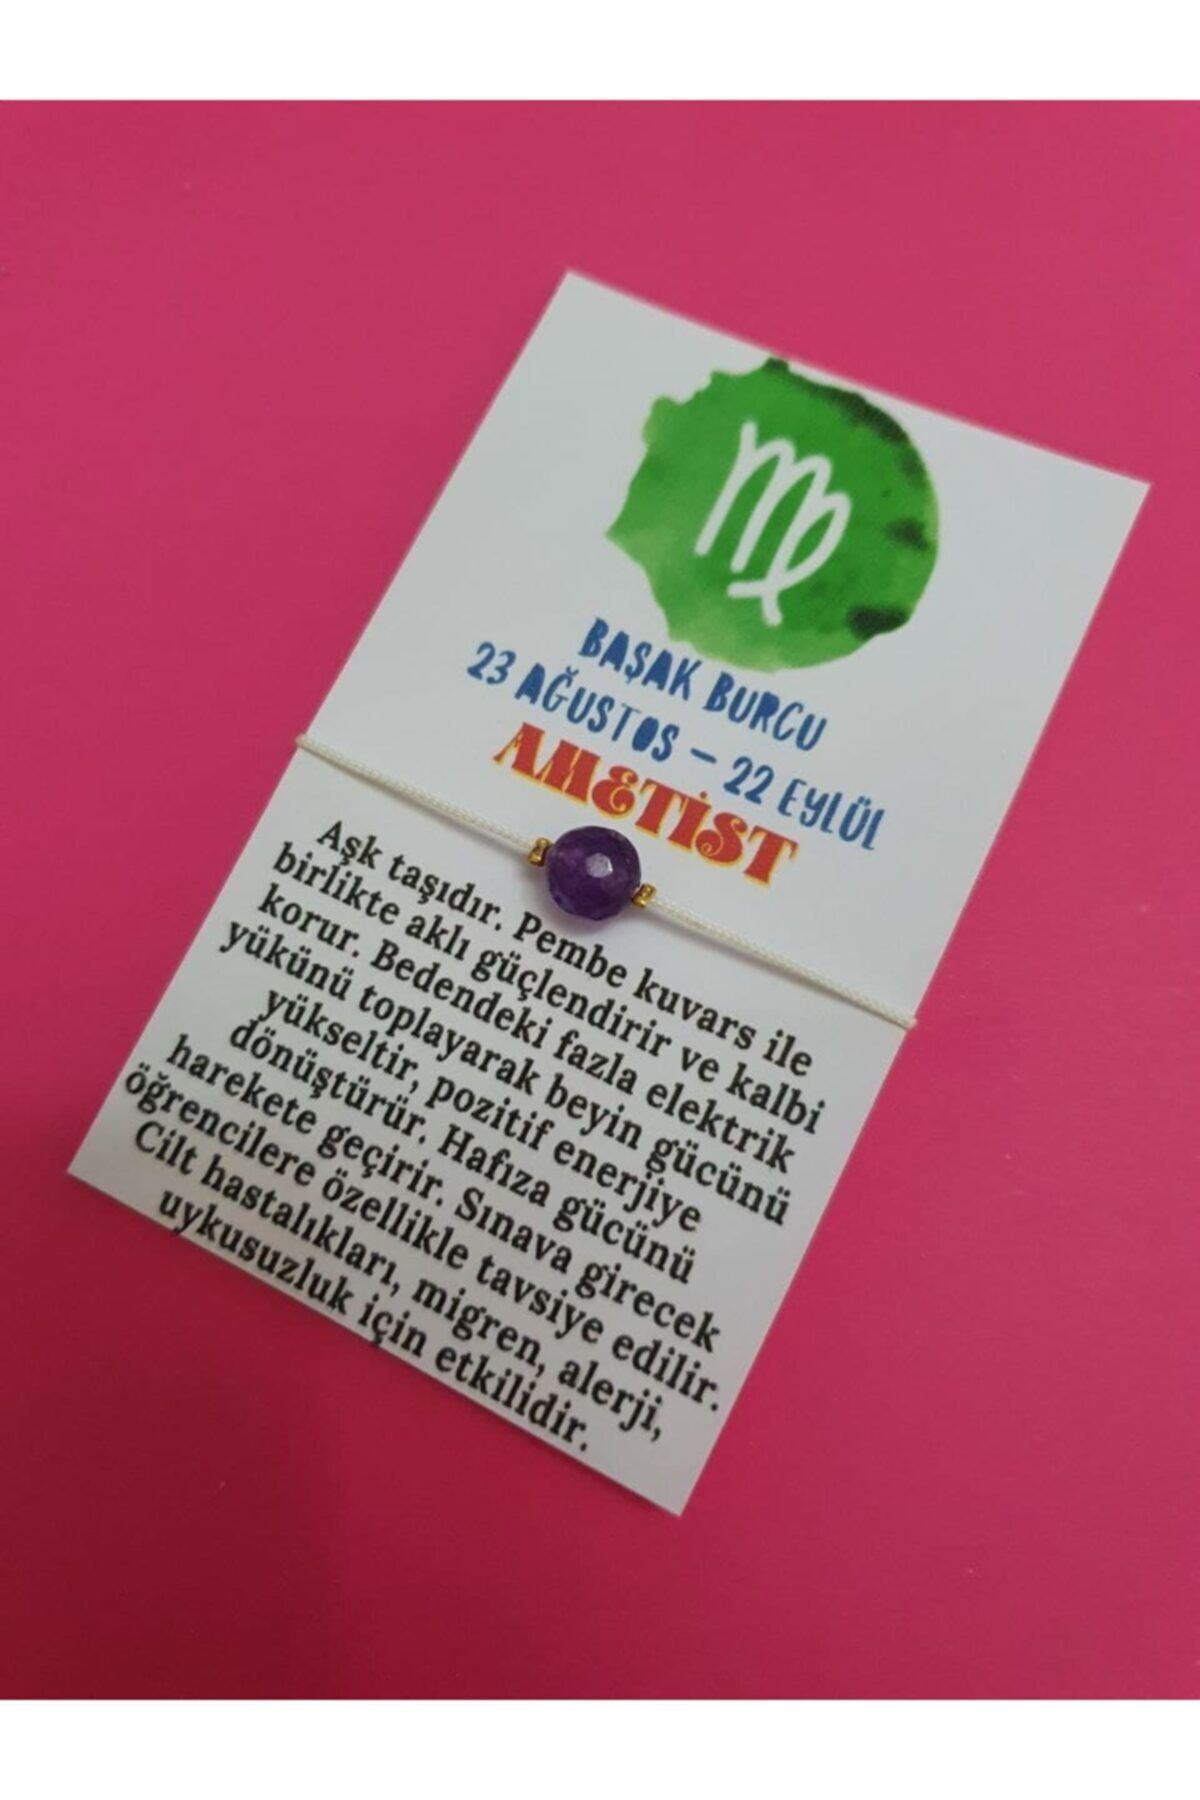 BAŞAK BURCU
23 AĞUSTOS – 22 EYLÜL
AMETİST
Aşk taşıdır. Pembe kuvars ile
birlikte aklı güçlendirir ve kalbi
korur. Bedendeki fazla elektrik
yükünü toplayarak beyin gücünü
yükseltir, pozitif enerjiye
dönüştürür. Hafıza gücünü
harekete geçirir. Sınava girecek
öğrencilere özellikle tavsiye edilir.
Cilt hastalıkları, migren, alerji,
uykusuzluk için etkilidir.